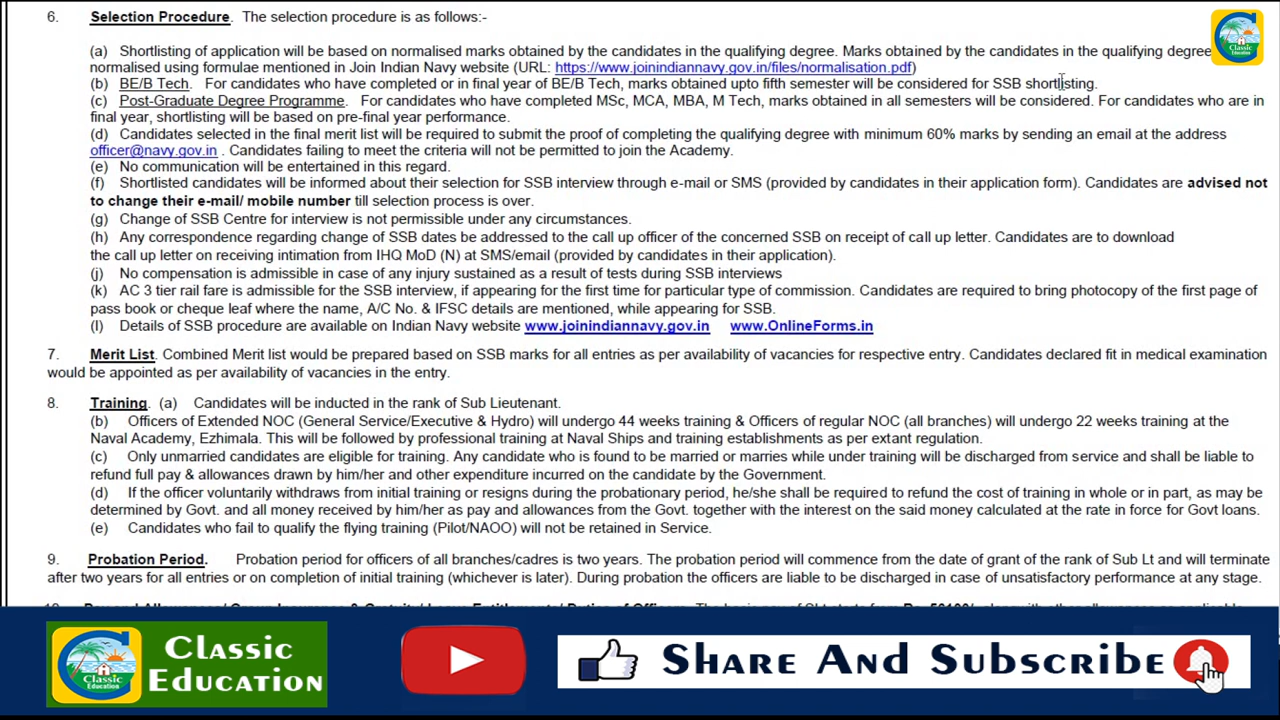 6. Selection Procedure. The selection procedure is as follows:-
(a) Shortlisting of application will be based on normalised marks obtained by the candidates in the qualifying degree. Marks obtained by the candidates in the qualifying degree
normalised using formulae mentioned in Join Indian Navy website (URL: https://www.joinindiannavy.gov.in/files/normalisation.pdf)
(b) BE/B Tech. For candidates who have completed or in final year of BE/B Tech, marks obtained upto fifth semester will be considered for SSB shortlisting.
(c) Post-Graduate Degree Programme. For candidates who have completed MSc, MCA, MBA, M Tech, marks obtained in all semesters will be considered. For candidates who are in
final year, shortlisting will be based on pre-final year performance.
(d) Candidates selected in the final merit list will be required to submit the proof of completing the qualifying degree with minimum 60% marks by sending an email at the address
officer@navy.gov.in . Candidates failing to meet the criteria will not be permitted to join the Academy.
(e) No communication will be entertained in this regard.
(f) Shortlisted candidates will be informed about their selection for SSB interview through e-mail or SMS (provided by candidates in their application form). Candidates are advised not
to change their e-mail/ mobile number till selection process is over.
(g) Change of SSB Centre for interview is not permissible under any circumstances.
(h) Any correspondence regarding change of SSB dates be addressed to the call up officer of the concerned SSB on receipt of call up letter. Candidates are to download
the call up letter on receiving intimation from IHQ MoD (N) at SMS/email (provided by candidates in their application).
(j) No compensation is admissible in case of any injury sustained as a result of tests during SSB interviews
(k) AC 3 tier rail fare is admissible for the SSB interview, if appearing for the first time for particular type of commission. Candidates are required to bring photocopy of the first page of
pass book or cheque leaf where the name, A/C No. & IFSC details are mentioned, while appearing for SSB.
(l) Details of SSB procedure are available on Indian Navy website www.joinindiannavy.gov.in www.OnlineForms.in
7. Merit List. Combined Merit list would be prepared based on SSB marks for all entries as per availability of vacancies for respective entry. Candidates declared fit in medical examination
would be appointed as per availability of vacancies in the entry.
8. Training. (a) Candidates will be inducted in the rank of Sub Lieutenant.
(b) Officers of Extended NOC (General Service/Executive & Hydro) will undergo 44 weeks training & Officers of regular NOC (all branches) will undergo 22 weeks training at the
Naval Academy, Ezhimala. This will be followed by professional training at Naval Ships and training establishments as per extant regulation.
(c) Only unmarried candidates are eligible for training. Any candidate who is found to be married or marries while under training will be discharged from service and shall be liable to
refund full pay & allowances drawn by him/her and other expenditure incurred on the candidate by the Government.
(d) If the officer voluntarily withdraws from initial training or resigns during the probationary period, he/she shall be required to refund the cost of training in whole or in part, as may be
determined by Govt. and all money received by him/her as pay and allowances from the Govt. together with the interest on the said money calculated at the rate in force for Govt loans.
(e) Candidates who fail to qualify the flying training (Pilot/NAOO) will not be retained in Service.
9. Probation Period. Probation period for officers of all branches/cadres is two years. The probation period will commence from the date of grant of the rank of Sub Lt and will terminate
after two years for all entries or on completion of initial training (whichever is later). During probation the officers are liable to be discharged in case of unsatisfactory performance at any stage.
Classic
Education
Classic
Education
Share And Subscribe